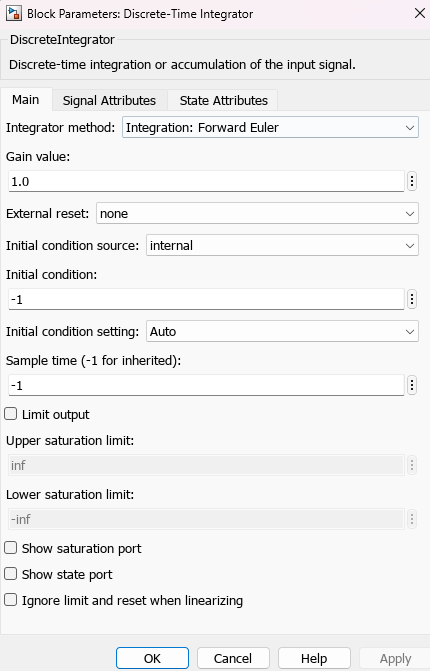 Block Parameters: Discrete-Time Integrator
DiscreteIntegrator
Discrete-time integration or accumulation of the input signal.
Main Signal Attributes State Attributes
Integrator method: Integration: Forward Euler
Gain value:
1.0
External reset: none
Initial condition source: internal
Initial condition:
-1
Initial condition setting: Auto
Sample time (-1 for inherited):
-1
Limit output
Upper saturation limit:
inf
Lower saturation limit:
-inf
Show saturation port
Show state port
Ignore limit and reset when linearizing
OK Cancel Help Apply